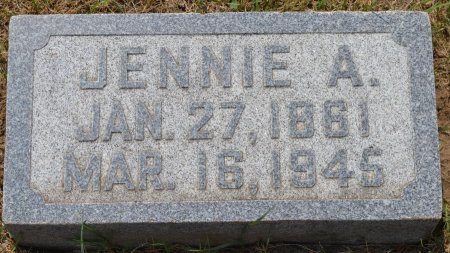 JENNIE A.
JAN. 27, 1881
MAR. 16, 1945